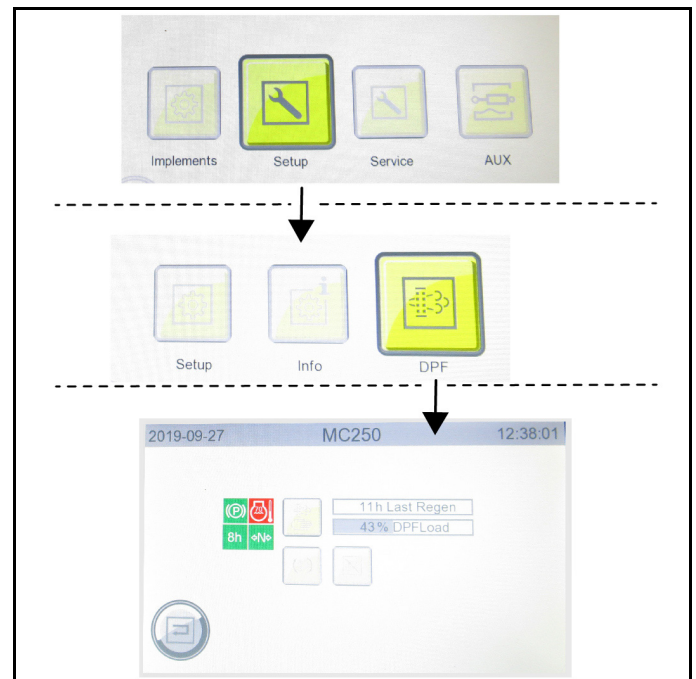 Implements Setup Service AUX
Setup Info DPF
2019-09-27 MC250 12:38:01
(P)
11h Last Regen
8h N 43% DPFLoad